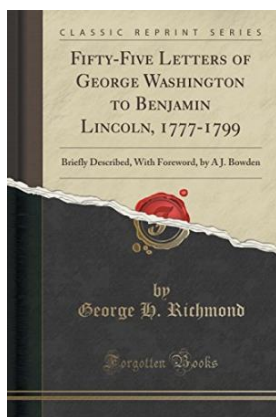 CLASSIC REPRINT SERIES
FIFTY-FIVE LETTERS OF
GEORGE WASHINGTON
TO BENJAMIN
LINCOLN, 1777-1799
Briefly Described, With Foreword, by A J. Bowden
by
George H. Richmond
Forgotten Books